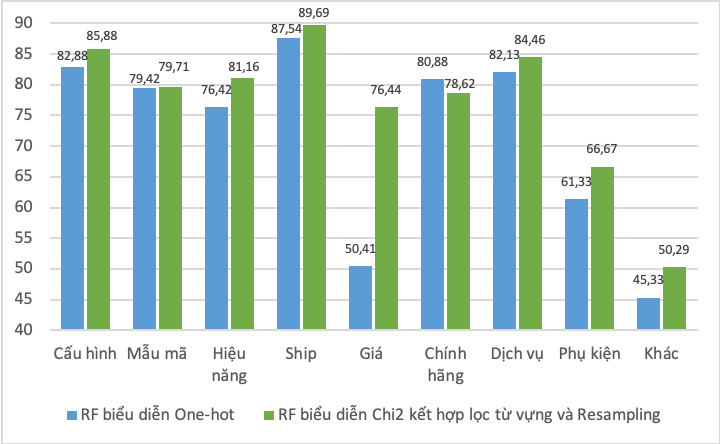 90
85
80
75
70
65
60
55
50
45
40
82,88
85,88
79,42
79,71
76,42
81,16
87,54
89,69
50,41
76,44
80,88
78,62
82,13
84,46
61,33
66,67
45,33
50,29
Cấu hình
Mẫu mã
Hiệu
năng
Ship
Giá
Chính
hãng
Dịch vụ
Phụ kiện
Khác
RF biểu diễn One-hot
RF biểu diễn Chi2 kết hợp lọc từ vựng và Resampling